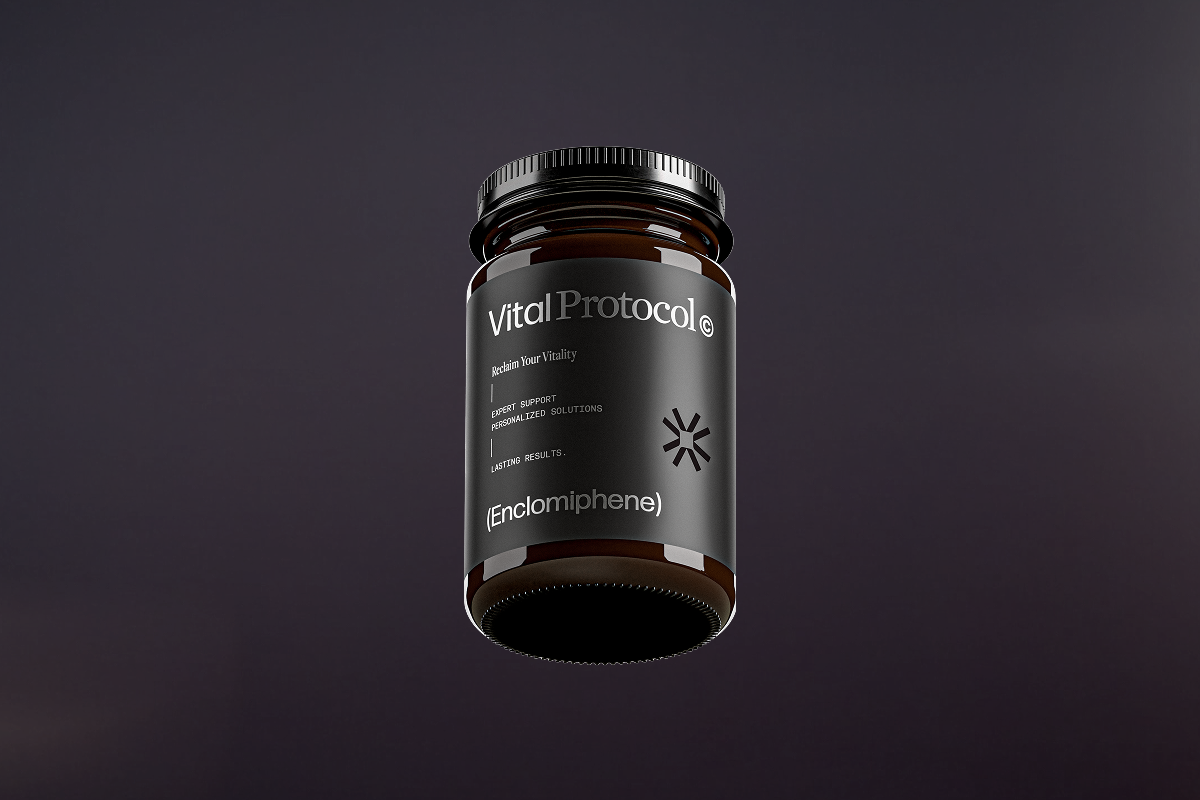 Vital Protocol ©
Reclaim Your Vitality
EXPERT SUPPORT
PERSONALIZED SOLUTIONS
LASTING RESULTS.
(Enclomiphene)